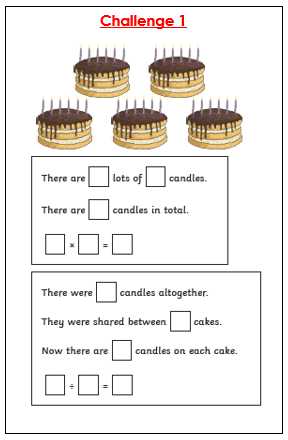 Challenge 1
There are □ lots of □ candles.
There are □ candles in total.
□ × □ = □
There were □ candles altogether.
They were shared between □ cakes.
Now there are □ candles on each cake.
□ ÷ □ = □